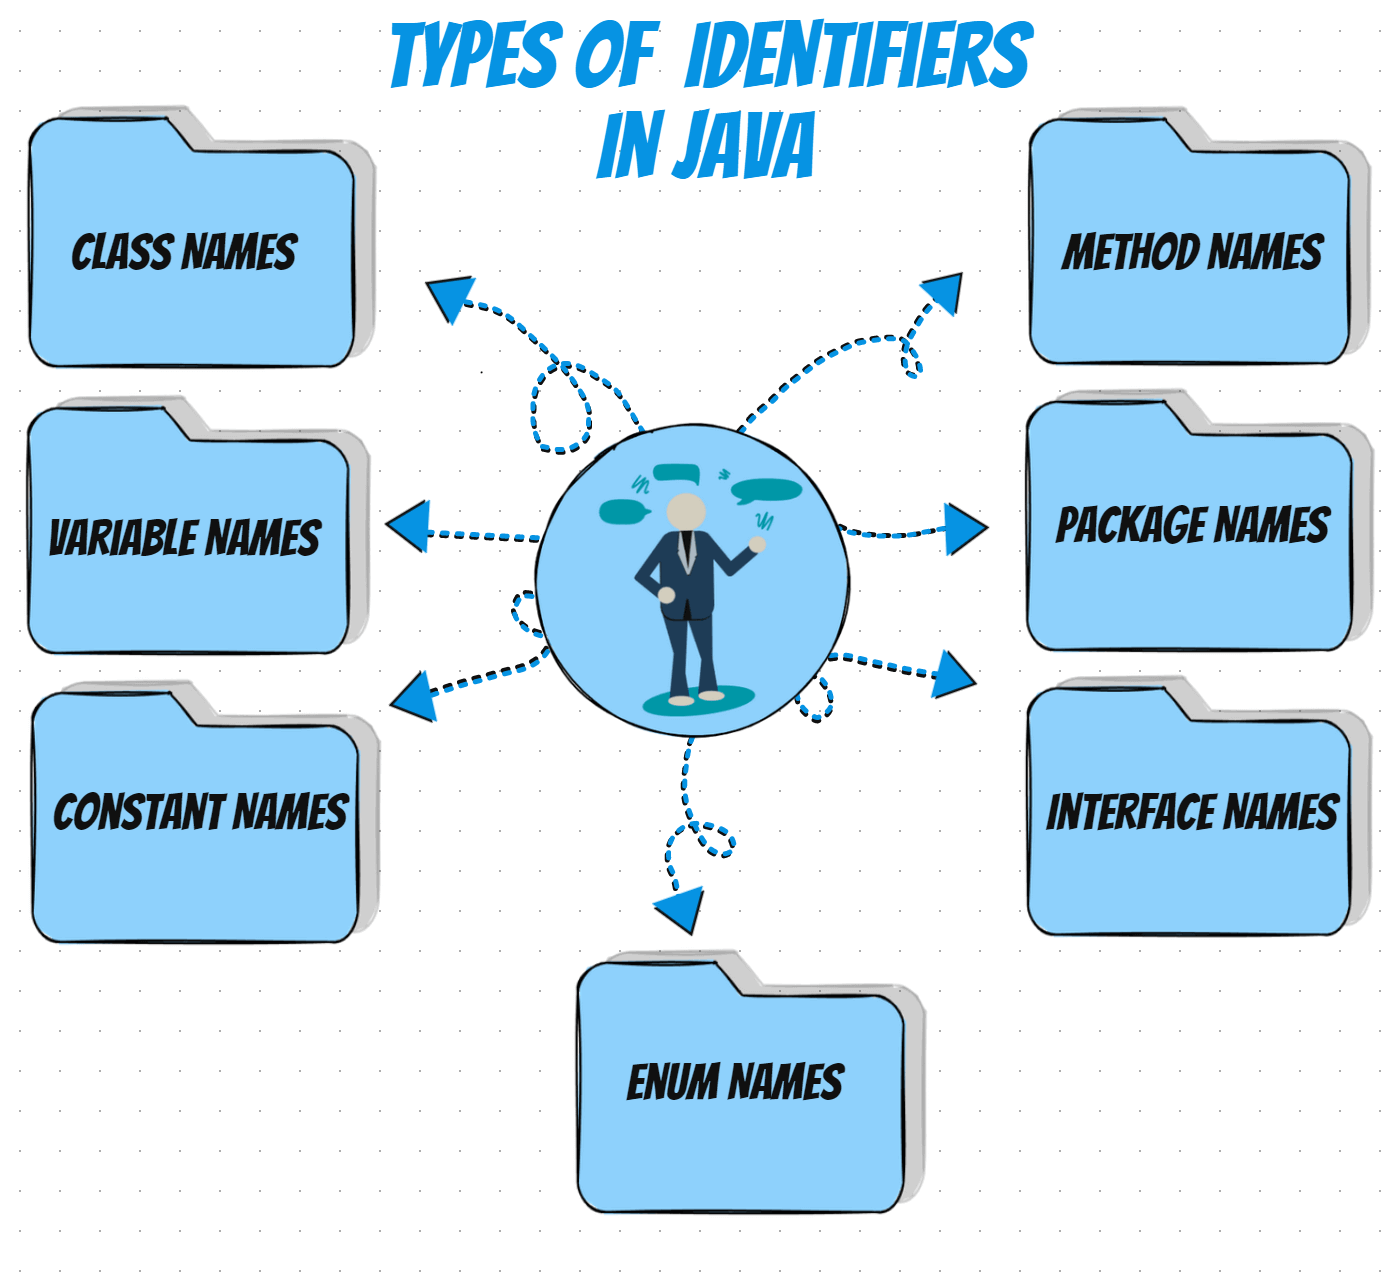 TYPES OF IDENTIFIERS
IN JAVA
CLASS NAMES
METHOD NAMES
VARIABLE NAMES
PACKAGE NAMES
CONSTANT NAMES
INTERFACE NAMES
ENUM NAMES